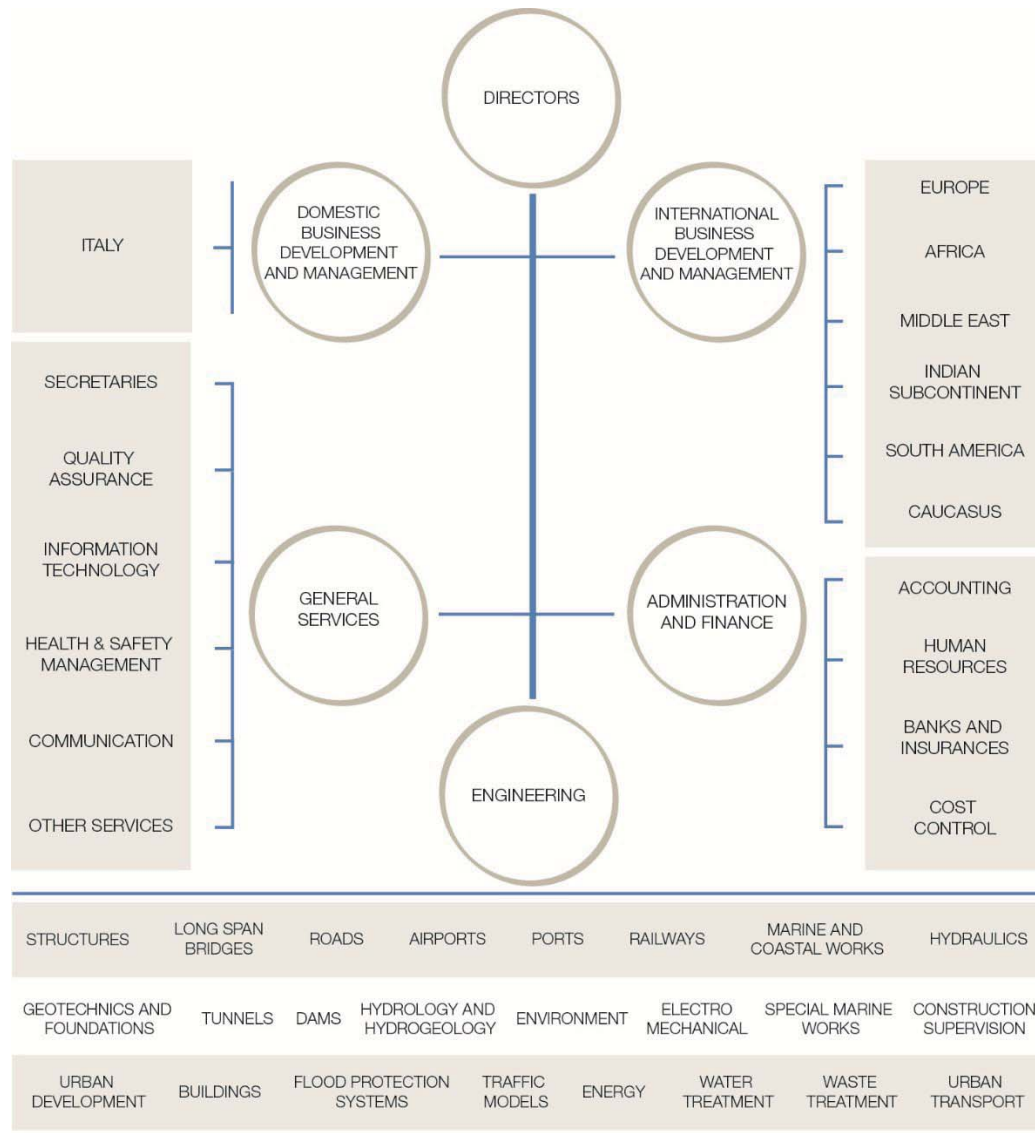 DIRECTORS
ITALY
DOMESTIC
BUSINESS
DEVELOPMENT
AND MANAGEMENT
INTERNATIONAL
BUSINESS
DEVELOPMENT
AND MANAGEMENT
EUROPE
AFRICA
MIDDLE EAST
INDIAN
SUBCONTINENT
SOUTH AMERICA
CAUCASUS
SECRETARIES
QUALITY
ASSURANCE
INFORMATION
TECHNOLOGY
HEALTH & SAFETY
MANAGEMENT
COMMUNICATION
OTHER SERVICES
GENERAL
SERVICES
ADMINISTRATION
AND FINANCE
ACCOUNTING
HUMAN
RESOURCES
BANKS AND
INSURANCES
COST
CONTROL
ENGINEERING
STRUCTURES
LONG SPAN
BRIDGES
ROADS
AIRPORTS
PORTS
RAILWAYS
MARINE AND
COASTAL WORKS
HYDRAULICS
GEOTECHNICS AND
FOUNDATIONS
TUNNELS
DAMS
HYDROLOGY AND
HYDROGEOLOGY
ENVIRONMENT
ELECTRO
MECHANICAL
SPECIAL MARINE
WORKS
CONSTRUCTION
SUPERVISION
URBAN
DEVELOPMENT
BUILDINGS
FLOOD PROTECTION
SYSTEMS
TRAFFIC
MODELS
ENERGY
WATER
TREATMENT
WASTE
TREATMENT
URBAN
TRANSPORT